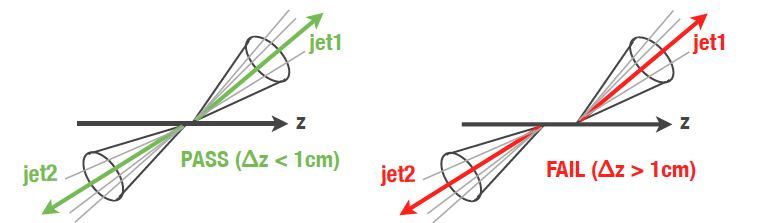 jet1
z
PASS (Δz < 1cm)
jet2
jet1
z
FAIL (Δz > 1cm)
jet2